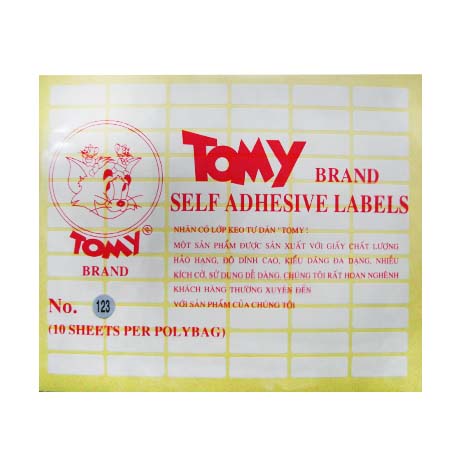 TOMY BRAND
SELF ADHESIVE LABELS
NHÃN CÓ LỚP KEO TỰ DÁN "TOMY"!
MỘT SẢN PHẨM ĐƯỢC SẢN XUẤT VỚI GIẤY CHẤT LƯỢNG
HẢO HẠNG, ĐỘ DÍNH CAO, KIỂU DÁNG ĐA DẠNG, NHIỀU
KÍCH CỠ, SỬ DỤNG DỄ DÀNG. CHÚNG TÔI RẤT HOAN NGHÊNH
KHÁCH HÀNG THƯỜNG XUYÊN ĐẾN
VỚI SẢN PHẨM CỦA CHÚNG TÔI
TOMY®
BRAND
No. 123
(10 SHEETS PER POLYBAG)